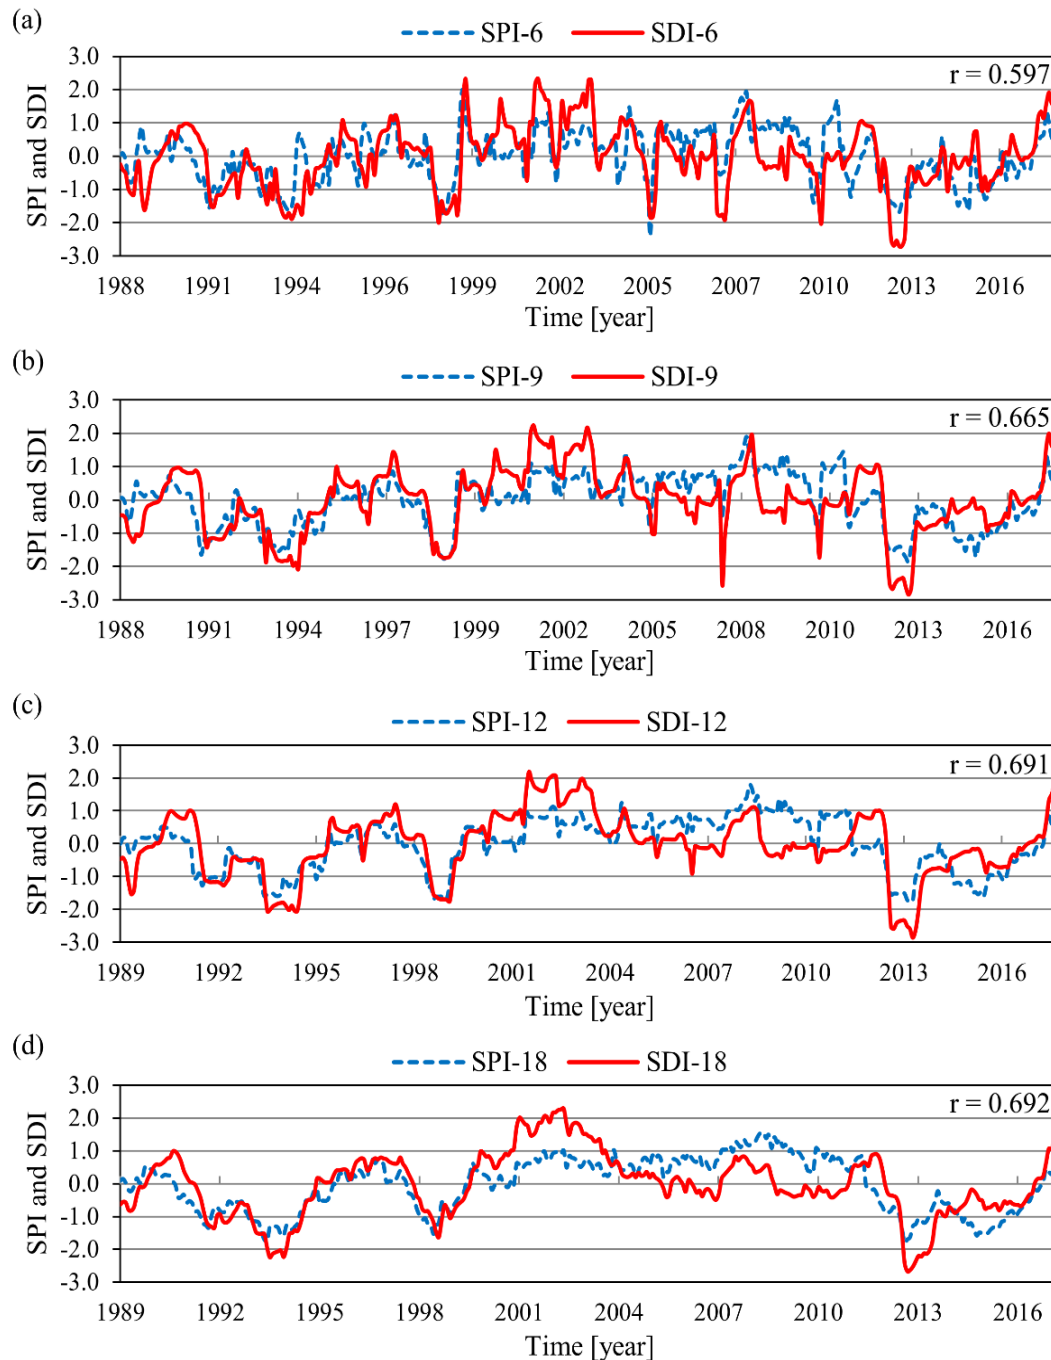 (a)
SPI-6 SDI-6
r = 0.597
3.0
2.0
1.0
0.0
-1.0
-2.0
-3.0
SPI and SDI
1988 1991 1994 1996 1999 2002 2005 2007 2010 2013 2016
Time [year]
(b)
SPI-9 SDI-9
r = 0.665
3.0
2.0
1.0
0.0
-1.0
-2.0
-3.0
SPI and SDI
1988 1991 1994 1997 1999 2002 2005 2008 2010 2013 2016
Time [year]
(c)
SPI-12 SDI-12
r = 0.691
3.0
2.0
1.0
0.0
-1.0
-2.0
-3.0
SPI and SDI
1989 1992 1995 1998 2001 2004 2007 2010 2013 2016
Time [year]
(d)
SPI-18 SDI-18
r = 0.692
3.0
2.0
1.0
0.0
-1.0
-2.0
-3.0
SPI and SDI
1989 1992 1995 1998 2001 2004 2007 2010 2013 2016
Time [year]